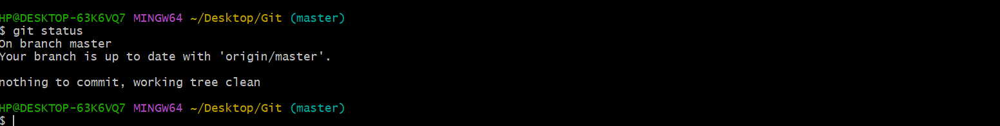 HP@DESKTOP-63K6VQ7 MINGW64 ~/Desktop/Git (master)
$ git status
On branch master
Your branch is up to date with 'origin/master'.
nothing to commit, working tree clean
HP@DESKTOP-63K6VQ7 MINGW64 ~/Desktop/Git (master)
$